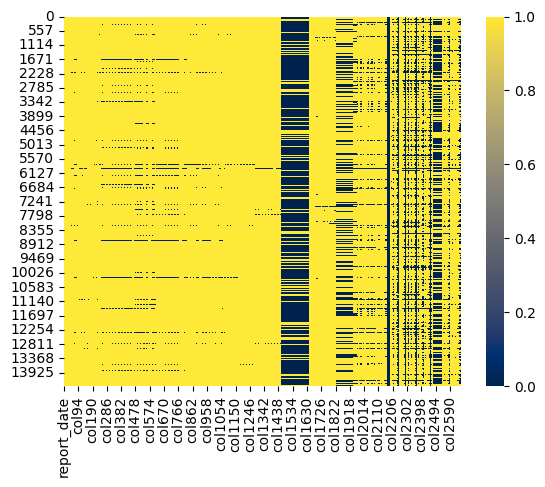 0
557
1114
1671
2228
2785
3342
3899
4456
5013
5570
6127
6684
7241
7798
8355
8912
9469
10026
10583
11140
11697
12254
12811
13368
13925
report_date
col94
col190
col286
col382
col478
col574
col670
col766
col862
col958
col1054
col1150
col1246
col1342
col1438
col1534
col1630
col1726
col1822
col1918
col2014
col2110
col2206
col2302
col2398
col2494
col2590
1.0
0.8
0.6
0.4
0.2
0.0